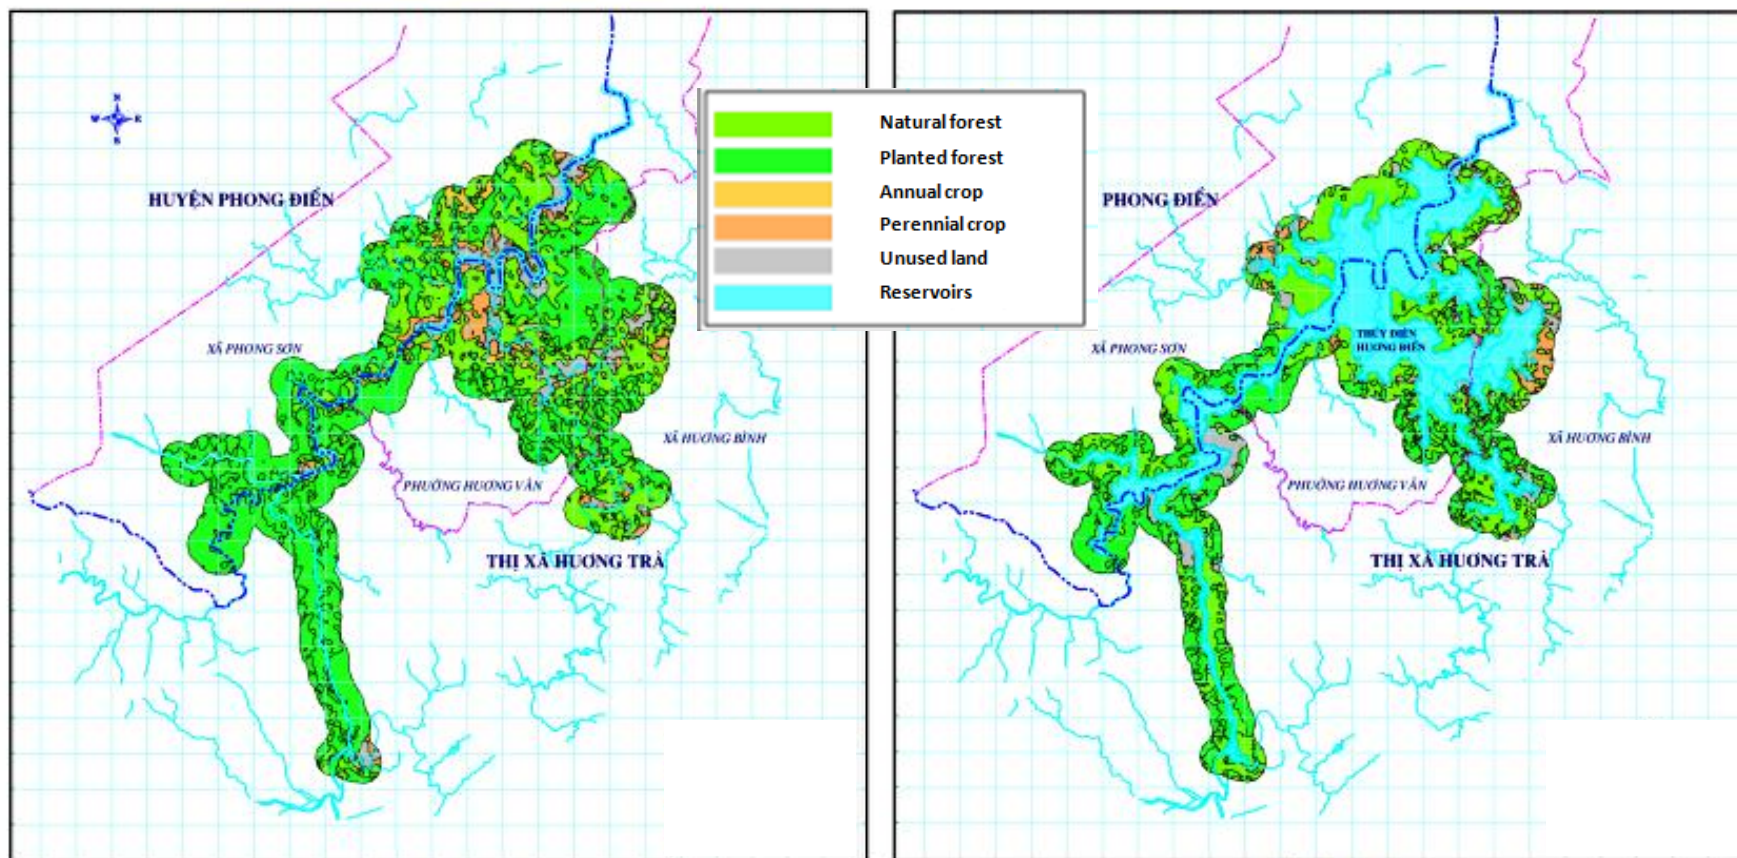 N
W E
S
HUYỆN PHONG ĐIỀN
XÃ PHONG SƠN
XÃ HƯƠNG BÌNH
PHƯỜNG HƯƠNG VÂN
THỊ XÃ HƯƠNG TRÀ
Natural forest
Planted forest
Annual crop
Perennial crop
Unused land
Reservoirs
PHONG ĐIỀN
XÃ PHONG SƠN
THỦY ĐIỆN
HƯƠNG ĐIỀN
XÃ HƯƠNG BÌNH
PHƯỜNG HƯƠNG VÂN
THỊ XÃ HƯƠNG TRÀ